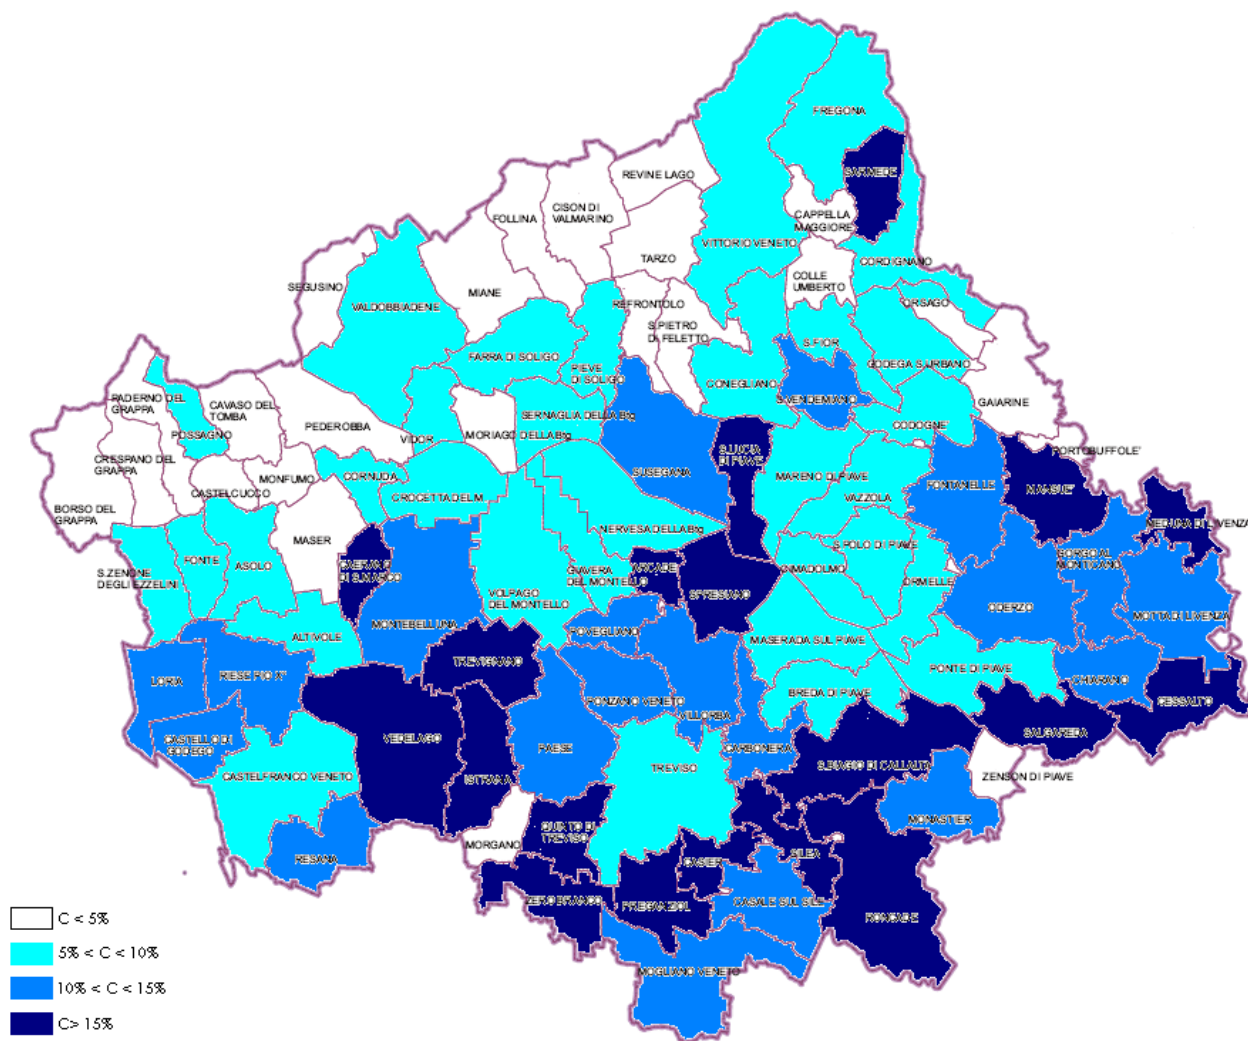 FREGONA
SARMEDE
REVINE LAGO
CISON DI
VALMARINO
FOLLINA
CAPPELLA
MAGGIORE
VITTORIO VENETO
TARZO
CORDIGNANO
COLLE
UMBERTO
SEGUSINO
MIANE
VALDOBBIADENE
REFRONTOLO
ORSAGO
S.PIETRO
DI FELETTO
S.FIOR
FARRA DI SOLIGO
PIEVE
DI SOLIGO
GODEGA S.URBANO
CONEGLIANO
S.VENDEMIANO
GAIARINE
PADERNO DEL
GRAPPA
CAVASO DEL
TOMBA
POSSAGNO
PEDEROBBA
VIDOR
MORIAGO DELLA Btg
SERNAGLIA DELLA Btg
CODOGNE'
S.LUCIA
DI PIAVE
PORTOBUFFOLE'
CRESPANO DEL
GRAPPA
MONFUMO
CASTELCUCCO
CORNUDA
CROCETTA DEL M.
SUSEGANA
MARENO DI PIAVE
VAZZOLA
FONTANELLE
MANSUE'
BORSO DEL
GRAPPA
MASER
NERVESA DELLA Btg
MEDUNA DI LIVENZA
S.ZENONE
DEGLI EZZELINI
FONTE
ASOLO
CAERANO
DI S.MARCO
GIAVERA
DEL MONTELLO
ARCADE
S.POLO DI PIAVE
CIMADOLMO
ORMELLE
BORGO AL
MONTICANO
VOLPAGO
DEL MONTELLO
SPRESIANO
ODERZO
MOTTA DI LIVENZA
MONTEBELLUNA
ALTIVOLE
POVEGLIANO
MASERADA SUL PIAVE
TREVIGNANO
PONTE DI PIAVE
LORIA
RIESE PIO X°
CHIARANO
BREDA DI PIAVE
PONZANO VENETO
VILLORBA
CESSALTO
SALGAREDA
CASTELLO DI
GODEGO
VEDELAGO
PAESE
CARBONERA
CASTELFRANCO VENETO
ISTRANA
TREVISO
S.BIAGIO DI CALLALTA
ZENSON DI PIAVE
MONASTIER
QUINTO DI
TREVISO
MORGANO
RESANA
CASIER
SILEA
ZERO BRANCO
PREGANZIOL
CASALE SUL SILE
RONCADE
MOGLIANO VENETO
C < 5%
5% < C < 10%
10% < C < 15%
C> 15%